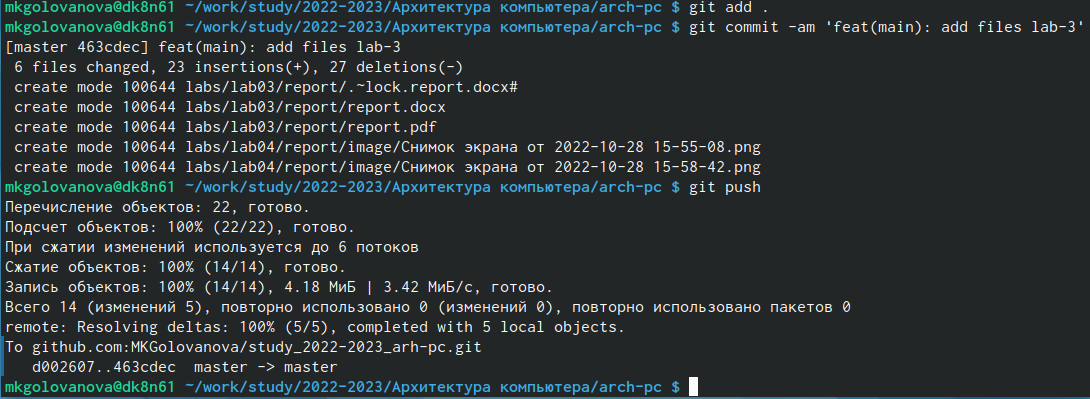 mkgolovanova@dk8n61 ~/work/study/2022-2023/Архитектура компьютера/arch-pc $ git add .
mkgolovanova@dk8n61 ~/work/study/2022-2023/Архитектура компьютера/arch-pc $ git commit -am 'feat(main): add files lab-3'
[master 463cdec] feat(main): add files lab-3
 6 files changed, 23 insertions(+), 27 deletions(-)
 create mode 100644 labs/lab03/report/.~lock.report.docx#
 create mode 100644 labs/lab03/report/report.docx
 create mode 100644 labs/lab03/report/report.pdf
 create mode 100644 labs/lab04/report/image/Снимок экрана от 2022-10-28 15-55-08.png
 create mode 100644 labs/lab04/report/image/Снимок экрана от 2022-10-28 15-58-42.png
mkgolovanova@dk8n61 ~/work/study/2022-2023/Архитектура компьютера/arch-pc $ git push
Перечисление объектов: 22, готово.
Подсчет объектов: 100% (22/22), готово.
При сжатии изменений используется до 6 потоков
Сжатие объектов: 100% (14/14), готово.
Запись объектов: 100% (14/14), 4.18 МиБ | 3.42 МиБ/с, готово.
Всего 14 (изменений 5), повторно использовано 0 (изменений 0), повторно использовано пакетов 0
remote: Resolving deltas: 100% (5/5), completed with 5 local objects.
To github.com:MKGolovanova/study_2022-2023_arh-pc.git
   d002607..463cdec  master -> master
mkgolovanova@dk8n61 ~/work/study/2022-2023/Архитектура компьютера/arch-pc $